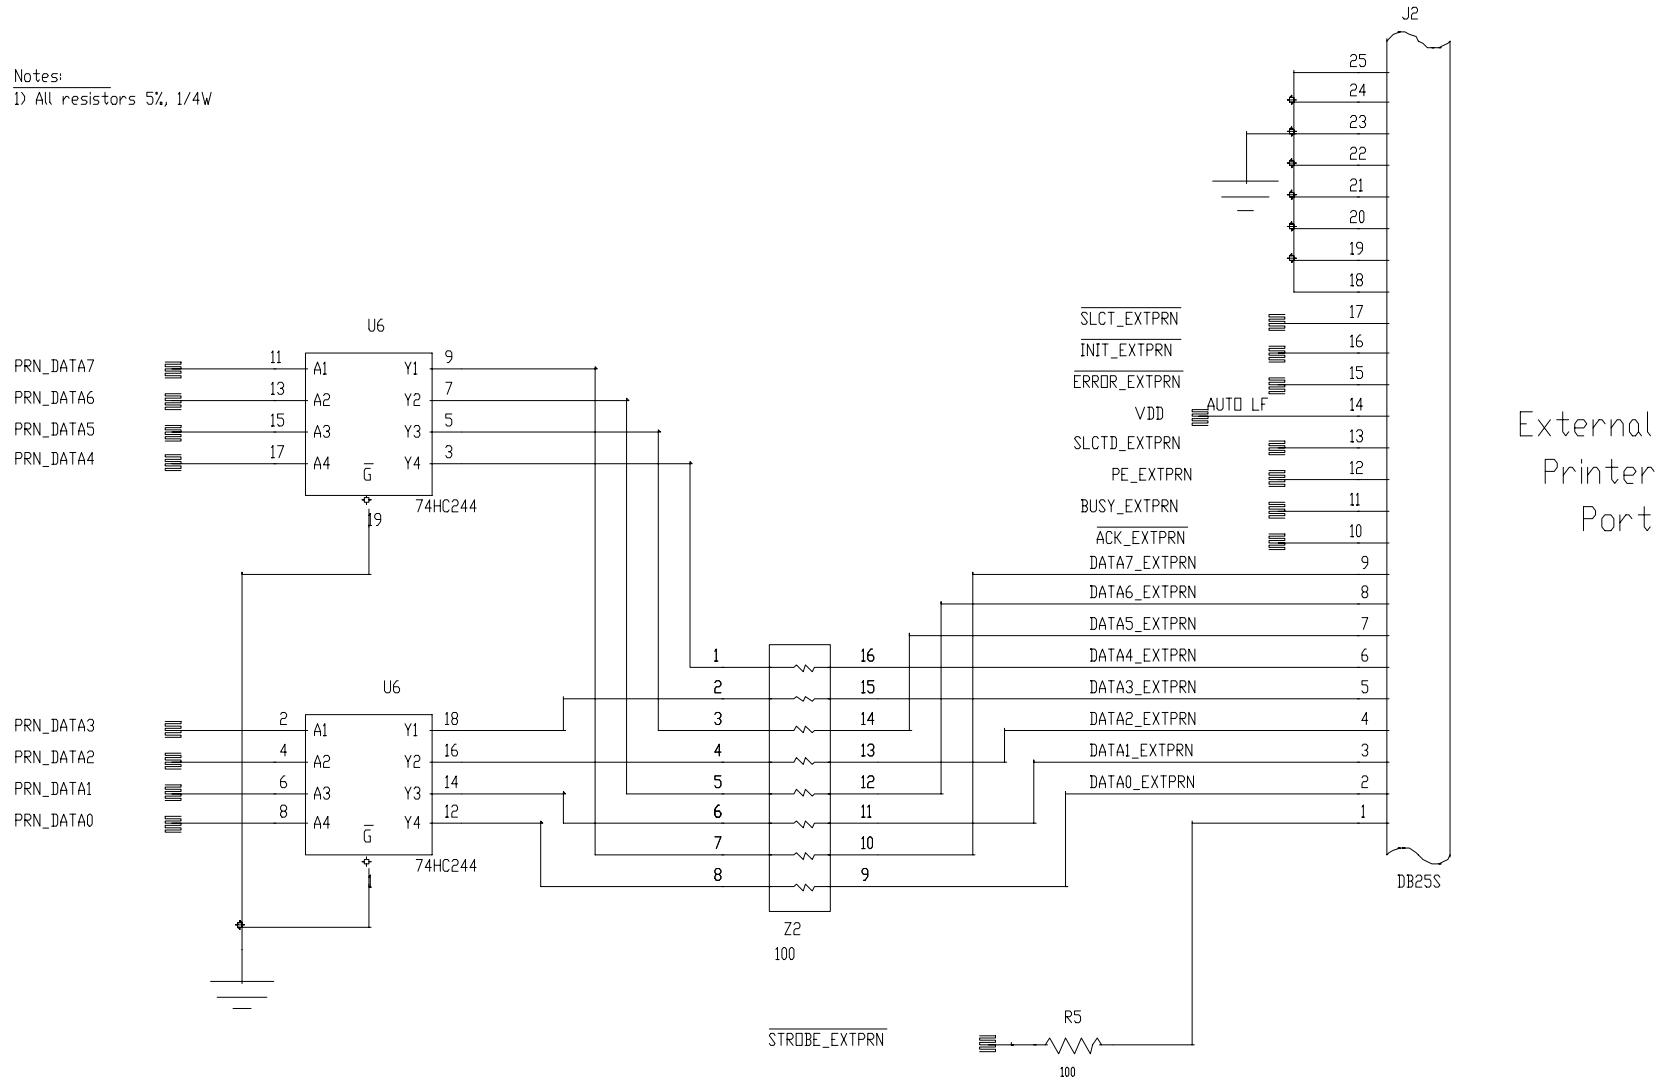 J2
Notes:
1) All resistors 5%, 1/4W
25
24
23
22
21
20
19
18
SLCT_EXTPRN 17
INIT_EXTPRN 16
ERROR_EXTPRN 15
VDD AUTO LF 14
SLCTD_EXTPRN 13
PE_EXTPRN 12
BUSY_EXTPRN 11
ACK_EXTPRN 10
DATA7_EXTPRN 9
DATA6_EXTPRN 8
DATA5_EXTPRN 7
DATA4_EXTPRN 6
DATA3_EXTPRN 5
DATA2_EXTPRN 4
DATA1_EXTPRN 3
DATA0_EXTPRN 2
1
DB25S
External
Printer
Port
U6
PRN_DATA7 11 A1 Y1 9
PRN_DATA6 13 A2 Y2 7
PRN_DATA5 15 A3 Y3 5
PRN_DATA4 17 A4 Y4 3
G
74HC244
19
U6
PRN_DATA3 2 A1 Y1 18
PRN_DATA2 4 A2 Y2 16
PRN_DATA1 6 A3 Y3 14
PRN_DATA0 8 A4 Y4 12
G
74HC244
1
1 16
2 15
3 14
4 13
5 12
6 11
7 10
8 9
Z2
100
STROBE_EXTPRN
R5
100